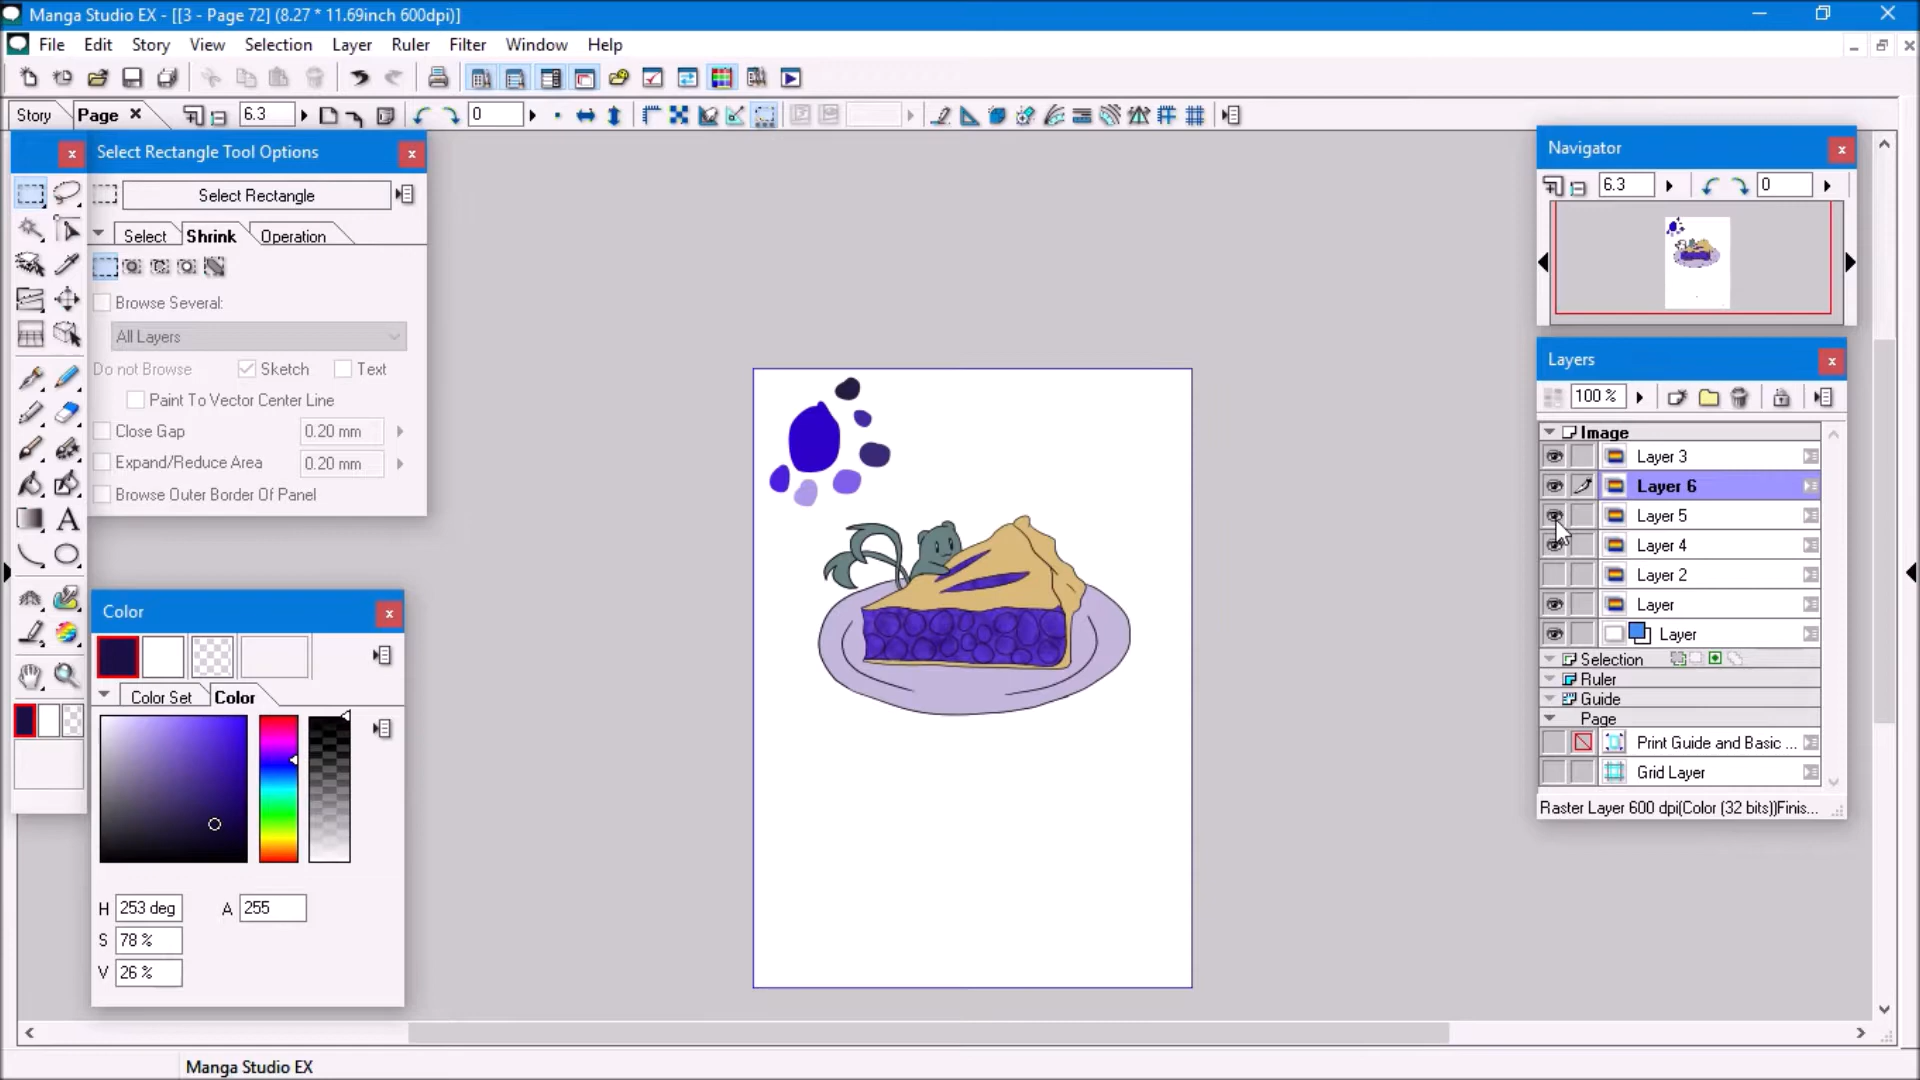 Manga Studio EX - [[3 - Page 72] (8.27 * 11.69inch 600dpi)]
File Edit Story View Selection Layer Ruler Filter Window Help
Story Page 6.3 0
Select Rectangle Tool Options
Select Rectangle
Select Shrink Operation
Browse Several:
All Layers
Do not Browse Sketch Text
Paint To Vector Center Line
Close Gap 0.20 mm
Expand/Reduce Area 0.20 mm
Browse Outer Border Of Panel
Color
Color Set Color
H 253 deg A 255
S 78 %
V 26 %
Navigator
6.3 0
Layers
100 %
Image
Layer 3
Layer 6
Layer 5
Layer 4
Layer 2
Layer
Layer
Selection
Ruler
Guide
Page
Print Guide and Basic ...
Grid Layer
Raster Layer 600 dpi(Color (32 bits))Finis...
Manga Studio EX